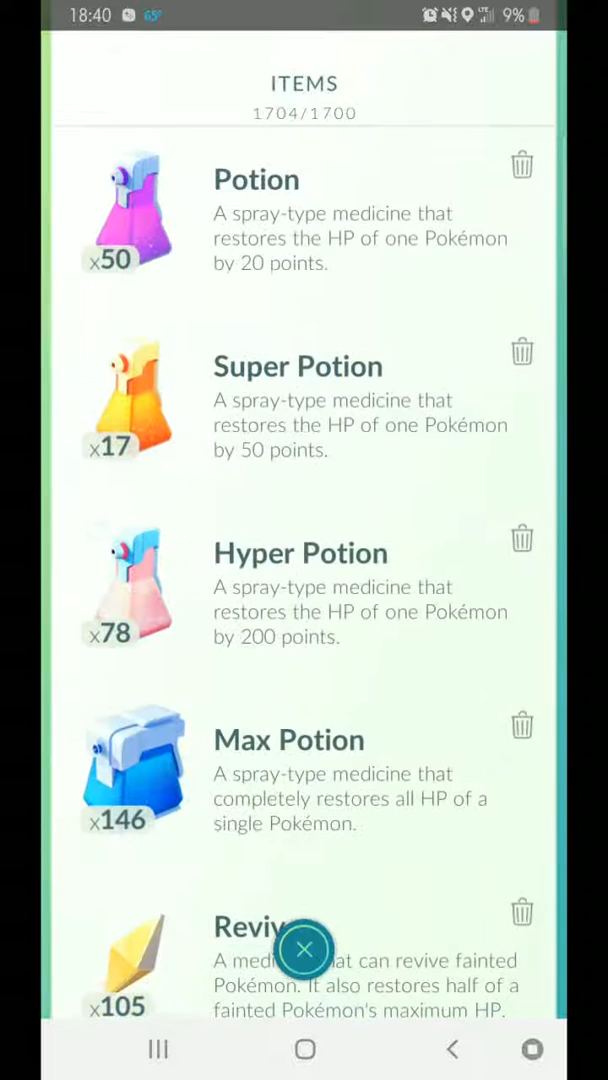 18:40 65° LTE 9%
ITEMS
1704/1700
Potion
A spray-type medicine that
restores the HP of one Pokémon
by 20 points.
x50
Super Potion
A spray-type medicine that
restores the HP of one Pokémon
by 50 points.
x17
Hyper Potion
A spray-type medicine that
restores the HP of one Pokémon
by 200 points.
x78
Max Potion
A spray-type medicine that
completely restores all HP of a
single Pokémon.
x146
Reviv
A medi at can revive fainted
Pokémon. It also restores half of a
fainted Pokémon's maximum HP.
x105